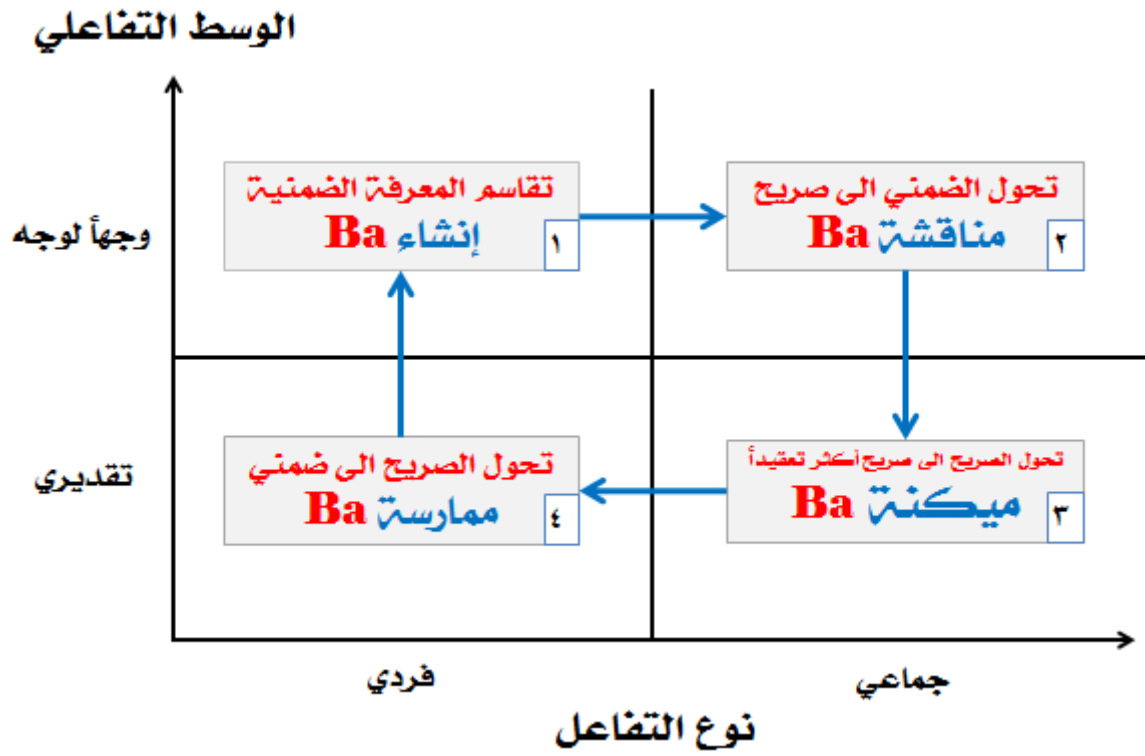 الوسط التفاعلي
تقاسم المعرفة الضمنية
إنشاء Ba
١
تحول الضمني الى صريح
مناقشة Ba
٢
وجهاً لوجه
تحول الصريح الى ضمني
ممارسة Ba
٤
تحول الصريح الى صريح أكثر تعقيداً
ميكنة Ba
٣
تقديري
فردي
جماعي
نوع التفاعل